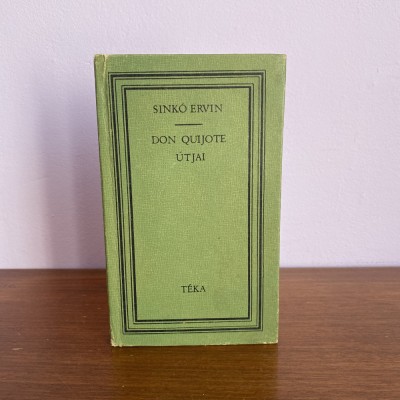 SINKÓ ERVIN
DON QUIJOTE
ÚTJAI
TÉKA